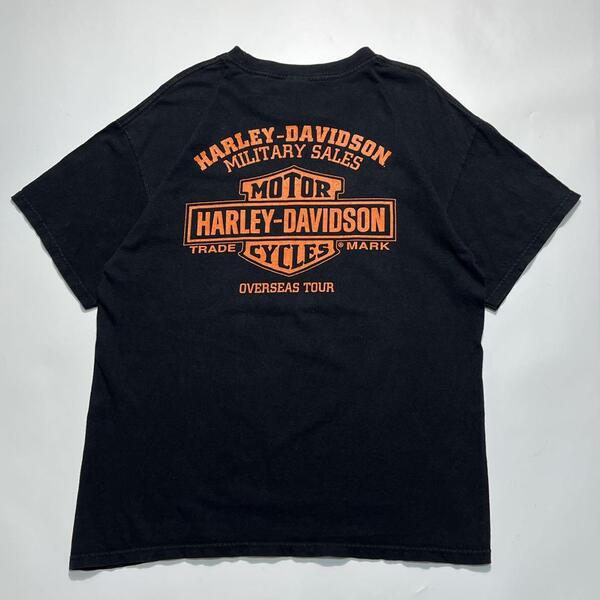 HARLEY-DAVIDSON
MILITARY SALES
MOTOR
HARLEY-DAVIDSON
TRADE ® MARK
CYCLES
OVERSEAS TOUR